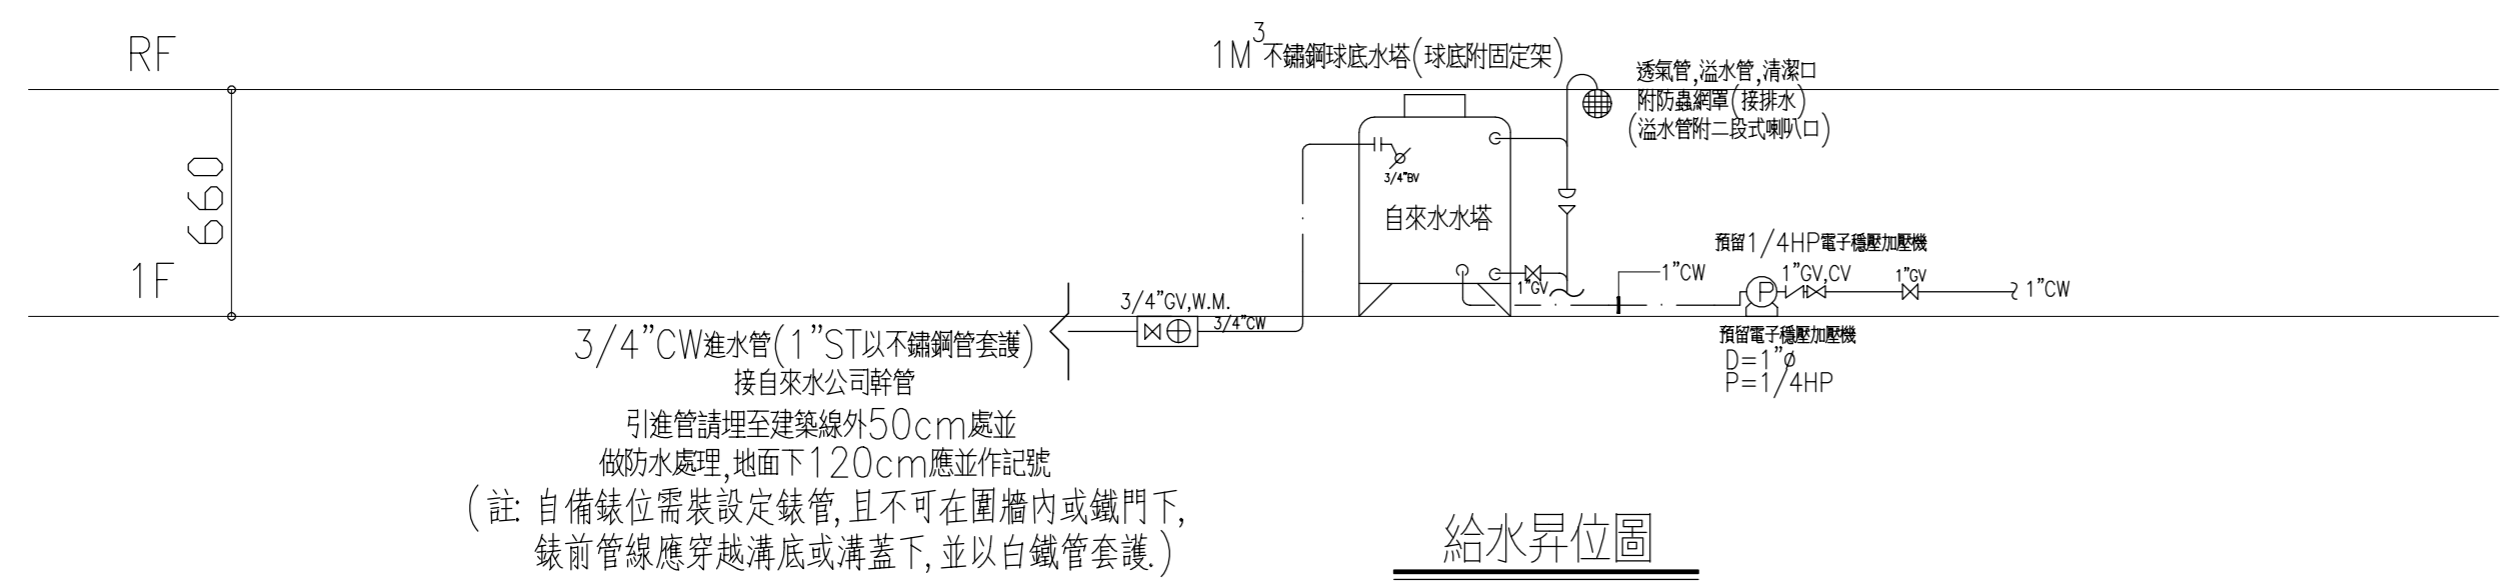 RF
1M3不鏽鋼球底水塔(球底附固定架)
透氣管,溢水管,清潔口
附防蟲網罩(接排水)
(溢水管附二段式喇叭口)
660
3/4"BV
自來水水塔
1F
預留1/4HP電子穩壓加壓機
1"GV
1"CW
1"GV,CV
1"GV
1"CW
3/4"GV,W.M.
3/4"CW
P
3/4"CW進水管(1"ST以不鏽鋼管套護)
接自來水公司幹管
引進管請埋至建築線外50cm處並
做防水處理,地面下120cm應並作記號
(註: 自備錶位需裝設定錶管,且不可在圍牆內或鐵門下,
錶前管線應穿越溝底或溝蓋下,並以白鐵管套護.)
預留電子穩壓加壓機
D=1"ø
P=1/4HP
給水昇位圖